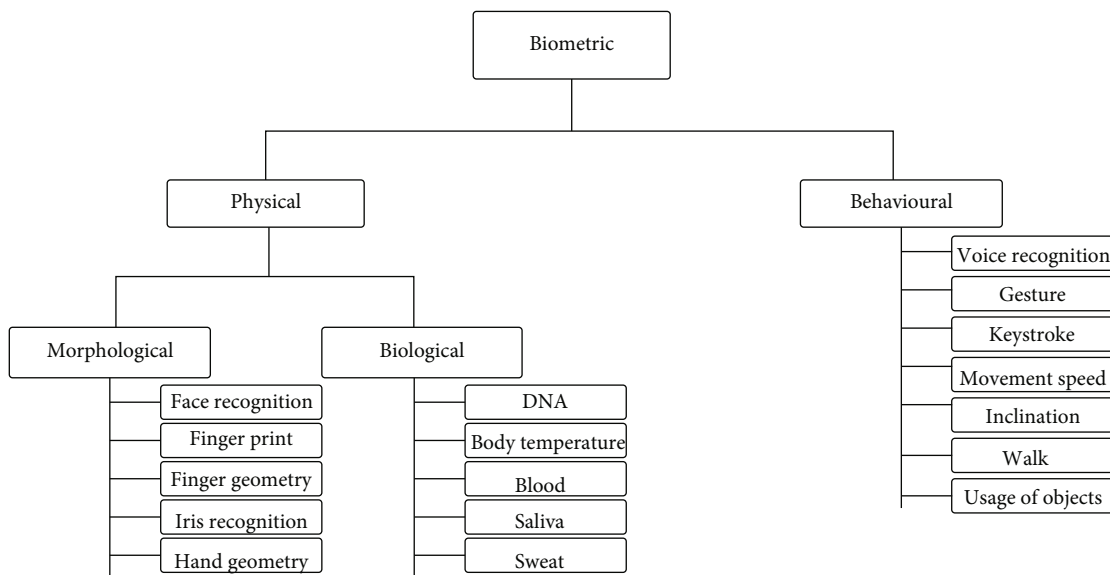 Biometric
Physical
Behavioural
Morphological
Biological
Face recognition
Finger print
Finger geometry
Iris recognition
Hand geometry
DNA
Body temperature
Blood
Saliva
Sweat
Voice recognition
Gesture
Keystroke
Movement speed
Inclination
Walk
Usage of objects